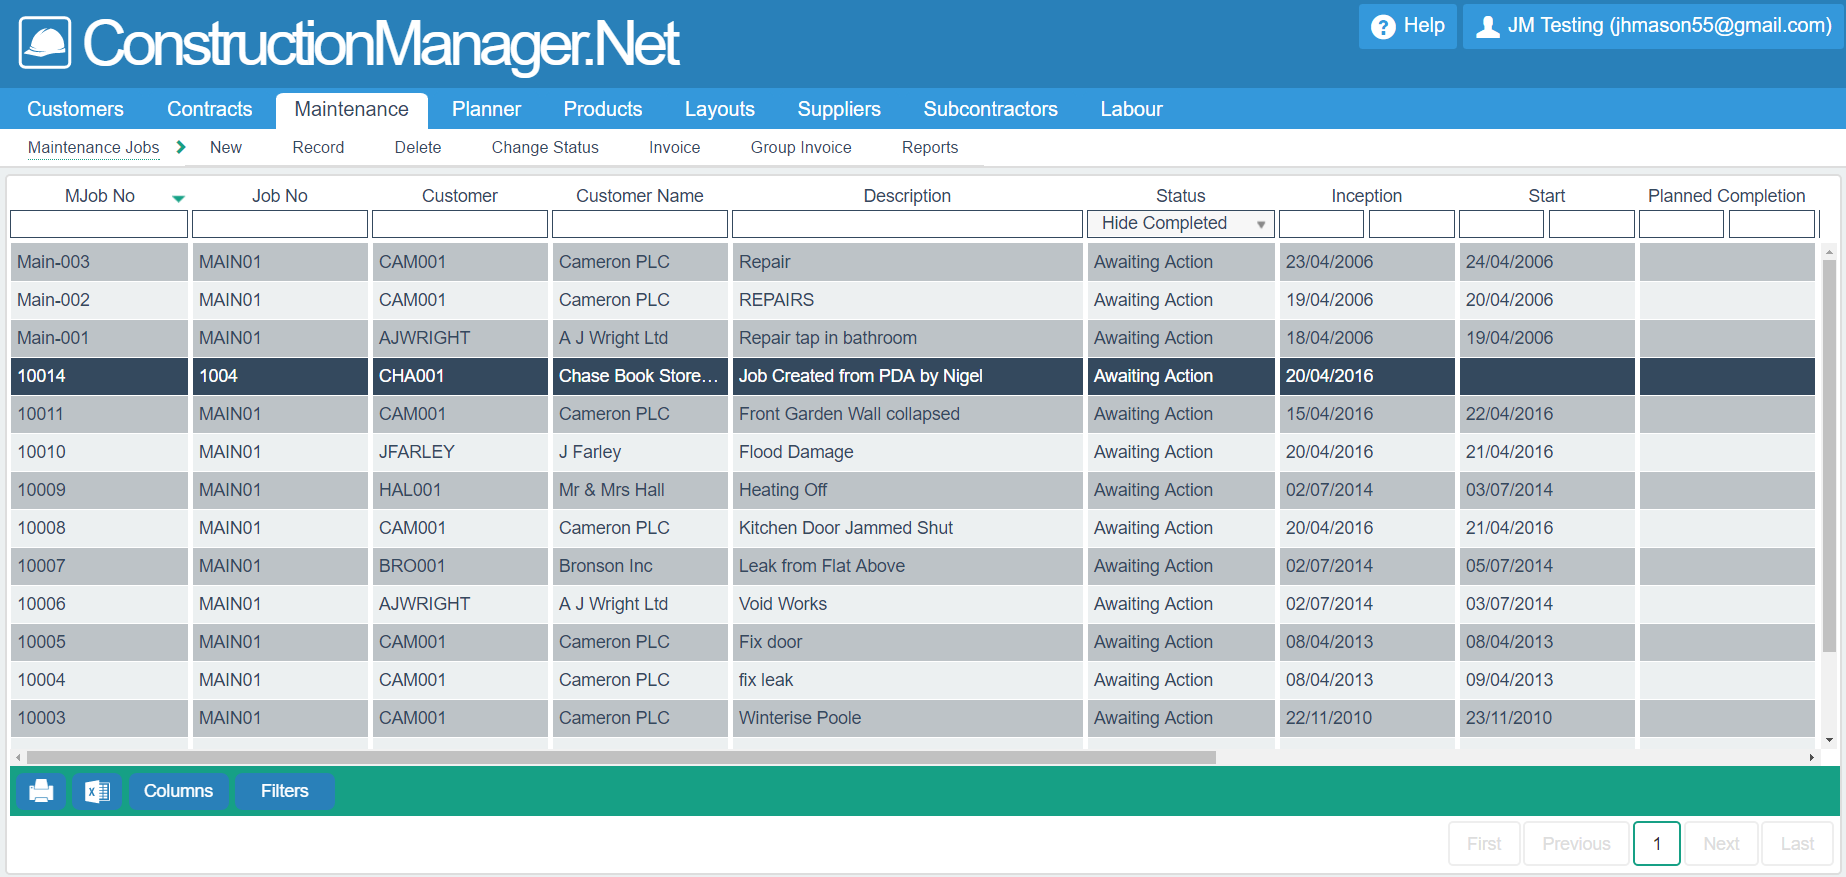 ConstructionManager.Net
? Help
JM Testing (jhmason55@gmail.com)
Customers Contracts Maintenance Planner Products Layouts Suppliers Subcontractors Labour
Maintenance Jobs New Record Delete Change Status Invoice Group Invoice Reports
MJob No Job No Customer Customer Name Description Status Inception Start Planned Completion
Hide Completed
Main-003 MAIN01 CAM001 Cameron PLC Repair Awaiting Action 23/04/2006 24/04/2006
Main-002 MAIN01 CAM001 Cameron PLC REPAIRS Awaiting Action 19/04/2006 20/04/2006
Main-001 MAIN01 AJWRIGHT A J Wright Ltd Repair tap in bathroom Awaiting Action 18/04/2006 19/04/2006
10014 1004 CHA001 Chase Book Store… Job Created from PDA by Nigel Awaiting Action 20/04/2016
10011 MAIN01 CAM001 Cameron PLC Front Garden Wall collapsed Awaiting Action 15/04/2016 22/04/2016
10010 MAIN01 JFARLEY J Farley Flood Damage Awaiting Action 20/04/2016 21/04/2016
10009 MAIN01 HAL001 Mr & Mrs Hall Heating Off Awaiting Action 02/07/2014 03/07/2014
10008 MAIN01 CAM001 Cameron PLC Kitchen Door Jammed Shut Awaiting Action 20/04/2016 21/04/2016
10007 MAIN01 BRO001 Bronson Inc Leak from Flat Above Awaiting Action 02/07/2014 05/07/2014
10006 MAIN01 AJWRIGHT A J Wright Ltd Void Works Awaiting Action 02/07/2014 03/07/2014
10005 MAIN01 CAM001 Cameron PLC Fix door Awaiting Action 08/04/2013 08/04/2013
10004 MAIN01 CAM001 Cameron PLC fix leak Awaiting Action 08/04/2013 09/04/2013
10003 MAIN01 CAM001 Cameron PLC Winterise Poole Awaiting Action 22/11/2010 23/11/2010
X Columns Filters
First Previous 1 Next Last